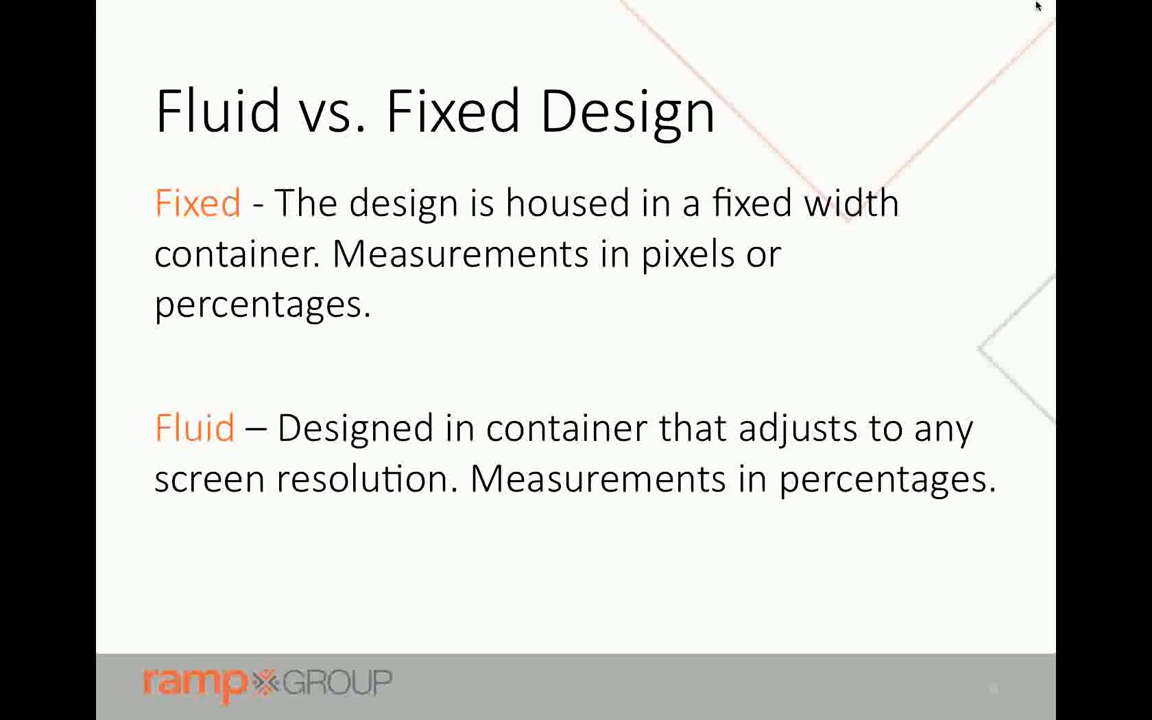 Fluid vs. Fixed Design
Fixed - The design is housed in a fixed width
container. Measurements in pixels or
percentages.
Fluid – Designed in container that adjusts to any
screen resolution. Measurements in percentages.
ramp GROUP